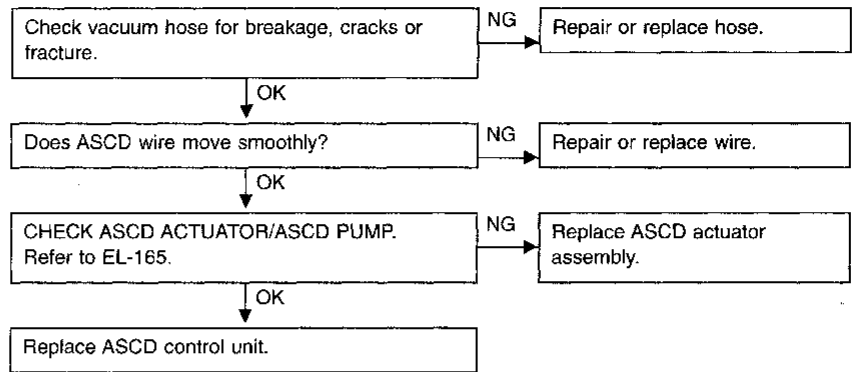 Check vacuum hose for breakage, cracks or
fracture.
NG
Repair or replace hose.
OK
Does ASCD wire move smoothly?
NG
Repair or replace wire.
OK
CHECK ASCD ACTUATOR/ASCD PUMP.
Refer to EL-165.
NG
Replace ASCD actuator
assembly.
OK
Replace ASCD control unit.